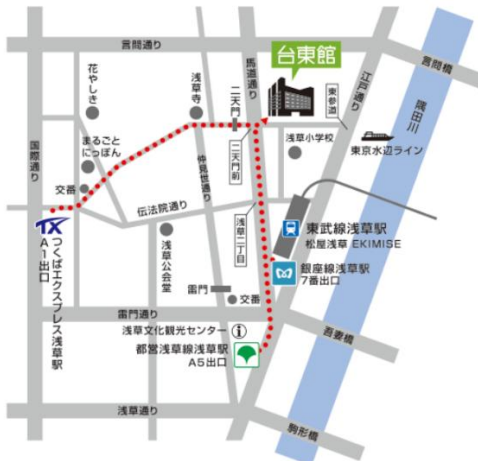 言問通り
馬道通り
台東館
江戸通り
言問橋
花やしき
浅草寺
二天門
東参道
隅田川
国際通り
まるごと
にっぽん
仲見世通り
二天門前
浅草小学校
東京水辺ライン
交番
伝法院通り
TX
つくばエクスプレス浅草駅
A1出口
浅草公会堂
浅草二丁目
東武線浅草駅
松屋浅草 EKIMISE
銀座線浅草駅
7番出口
雷門
交番
雷門通り
浅草文化観光センター
都営浅草線浅草駅
A5出口
吾妻橋
浅草通り
駒形橋